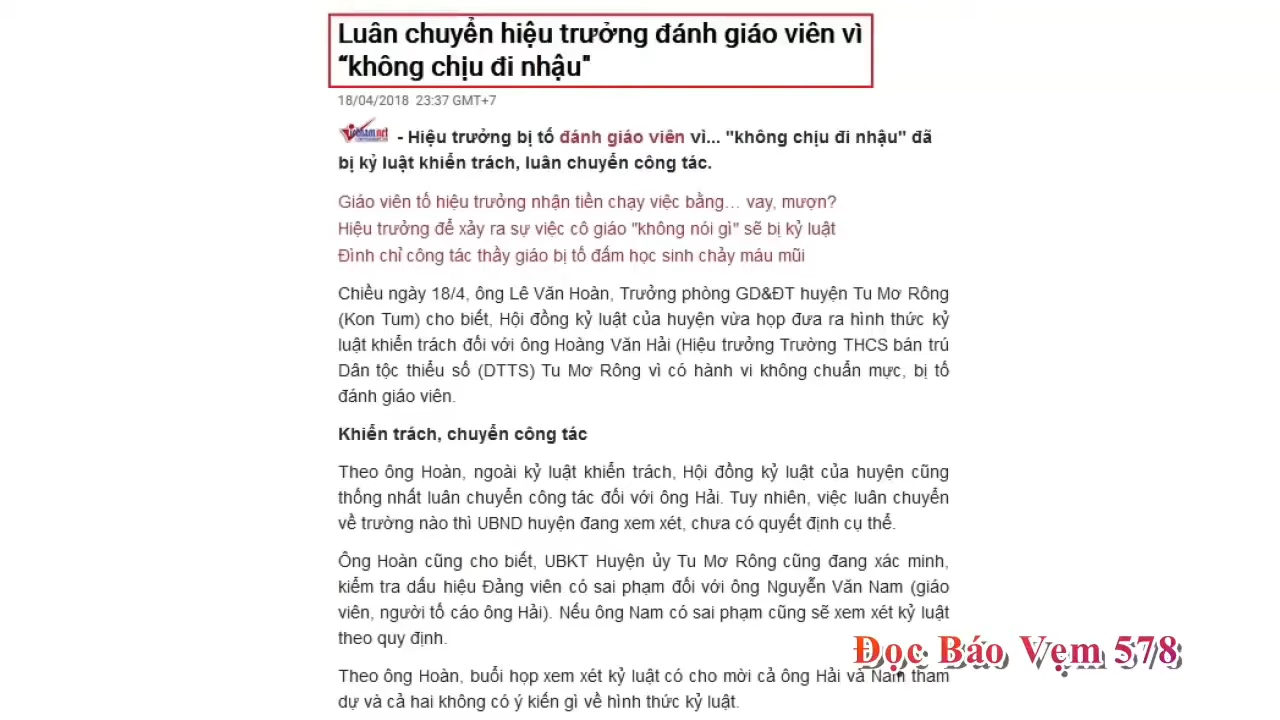 Luân chuyển hiệu trưởng đánh giáo viên vì
“không chịu đi nhậu"
18/04/2018 23:37 GMT+7
- Hiệu trưởng bị tố đánh giáo viên vì... "không chịu đi nhậu" đã
bị kỷ luật khiển trách, luân chuyển công tác.
Giáo viên tố hiệu trưởng nhận tiền chạy việc bằng… vay, mượn?
Hiệu trưởng để xảy ra sự việc cô giáo "không nói gì" sẽ bị kỷ luật
Đình chỉ công tác thầy giáo bị tố đấm học sinh chảy máu mũi
Chiều ngày 18/4, ông Lê Văn Hoàn, Trưởng phòng GD&ĐT huyện Tu Mơ Rông
(Kon Tum) cho biết, Hội đồng kỷ luật của huyện vừa họp đưa ra hình thức kỷ
luật khiển trách đối với ông Hoàng Văn Hải (Hiệu trưởng Trường THCS bán trú
Dân tộc thiểu số (DTTS) Tu Mơ Rông vì có hành vi không chuẩn mực, bị tố
đánh giáo viên.
Khiển trách, chuyển công tác
Theo ông Hoàn, ngoài kỷ luật khiển trách, Hội đồng kỷ luật của huyện cũng
thống nhất luân chuyển công tác đối với ông Hải. Tuy nhiên, việc luân chuyển
về trường nào thì UBND huyện đang xem xét, chưa có quyết định cụ thể.
Ông Hoàn cũng cho biết, UBKT Huyện ủy Tu Mơ Rông cũng đang xác minh,
kiểm tra dấu hiệu Đảng viên có sai phạm đối với ông Nguyễn Văn Nam (giáo
viên, người tố cáo ông Hải). Nếu ông Nam có sai phạm cũng sẽ xem xét kỷ luật
theo quy định.
Đọc Báo Vẹm 578
Theo ông Hoàn, buổi họp xem xét kỷ luật có cho mời cả ông Hải và Nam tham
dự và cả hai không có ý kiến gì về hình thức kỷ luật.